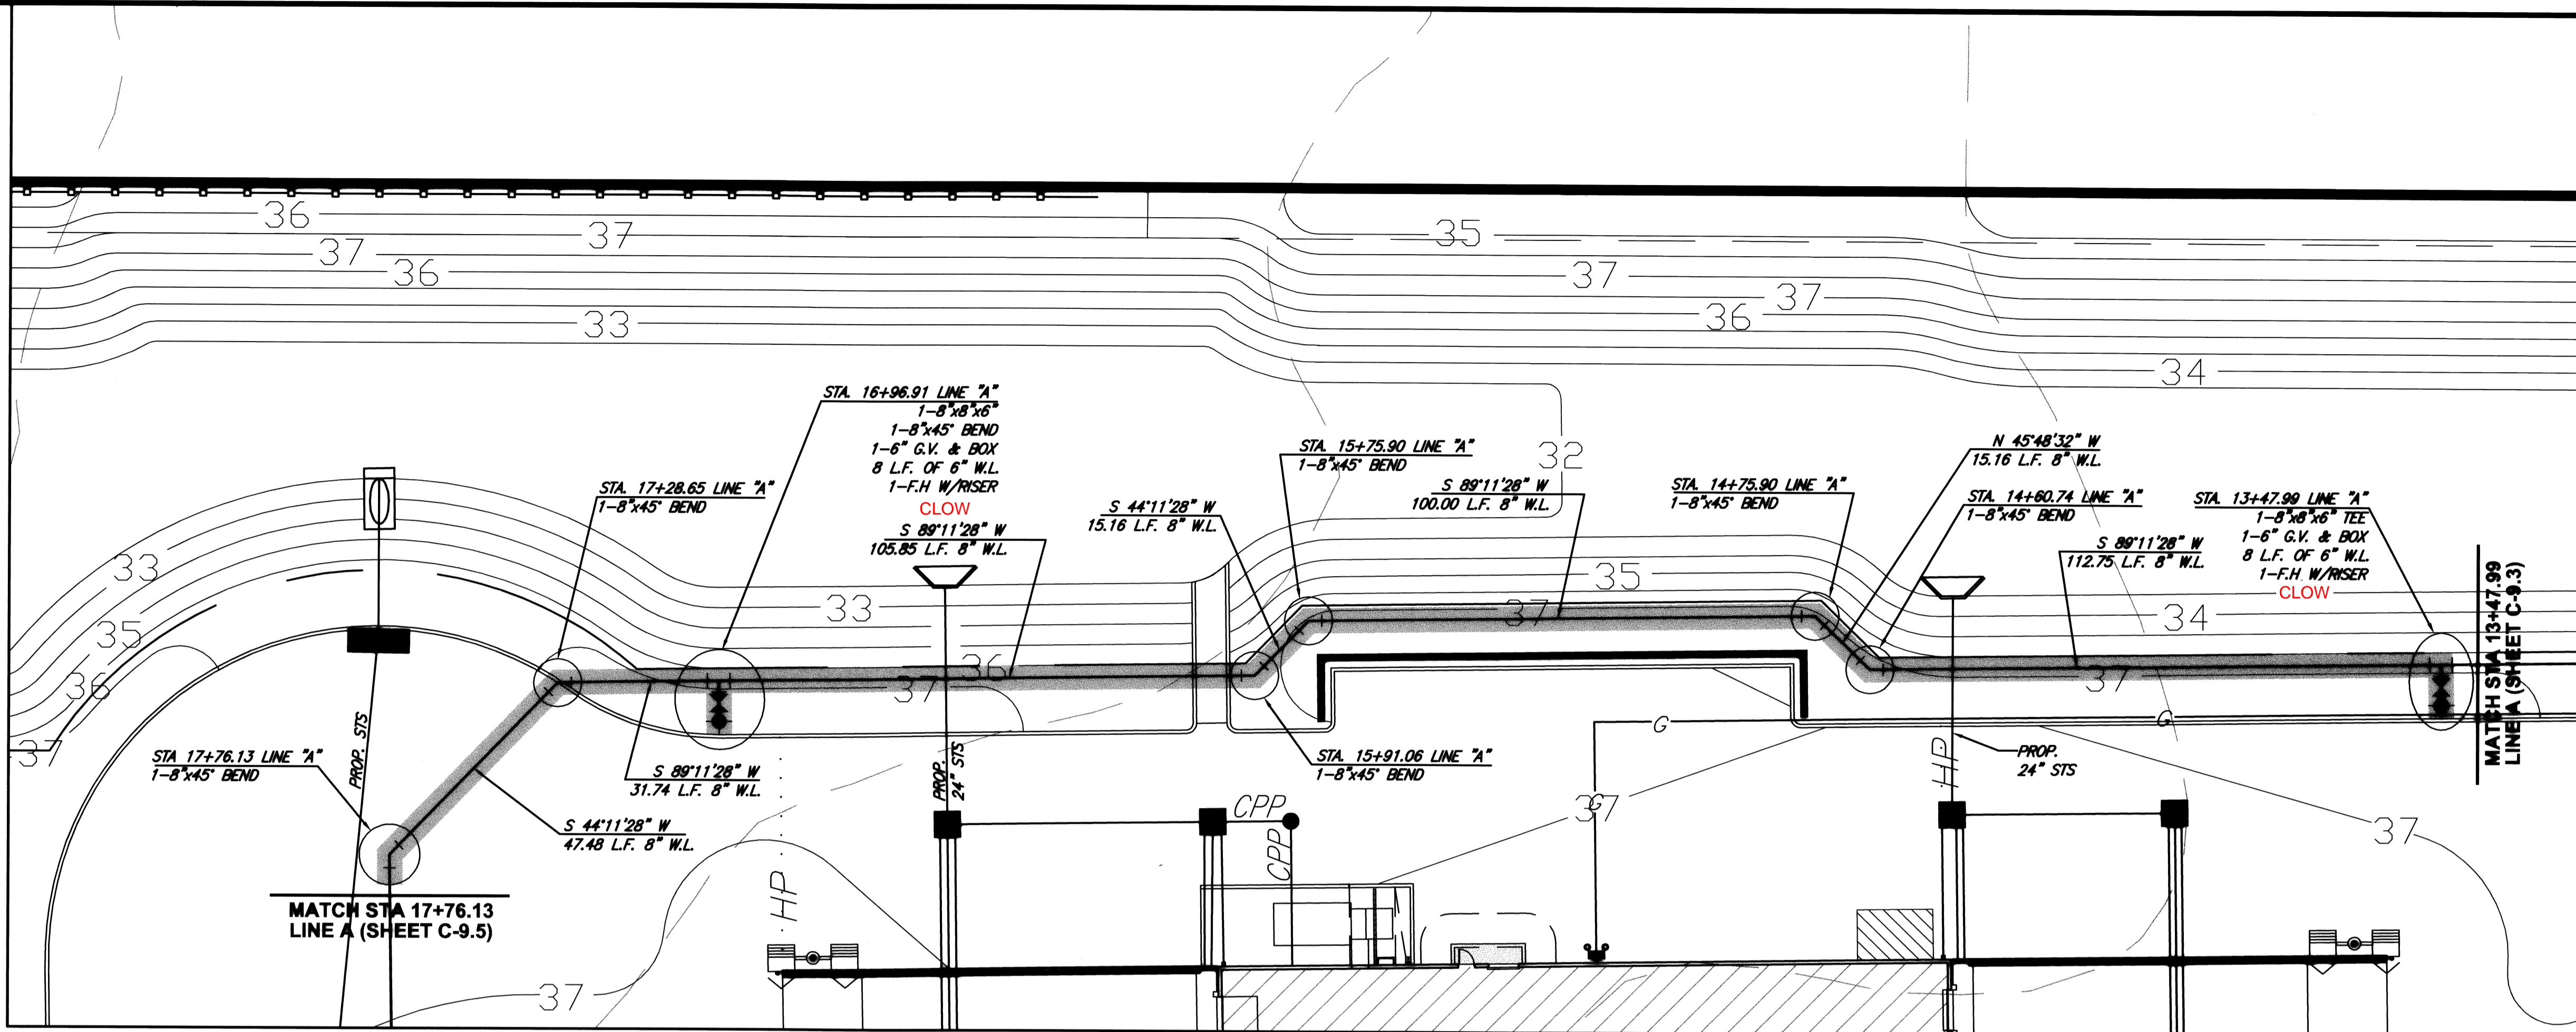 36
37
37
36
33
35
37
37
36
34
32
STA. 16+96.91 LINE "A"
1-8"x8"x6"
1-8"x45° BEND
1-6" G.V. & BOX
8 L.F. OF 6" W.L.
1-F.H W/RISER
CLOW
S 89°11'28" W
105.85 L.F. 8" W.L.
STA. 17+28.65 LINE "A"
1-8"x45° BEND
S 44°11'28" W
15.16 L.F. 8" W.L.
STA. 15+75.90 LINE "A"
1-8"x45° BEND
S 89°11'28" W
100.00 L.F. 8" W.L.
STA. 14+75.90 LINE "A"
1-8"x45° BEND
N 45°48'32" W
15.16 L.F. 8" W.L.
STA. 14+60.74 LINE "A"
1-8"x45° BEND
S 89°11'28" W
112.75 L.F. 8" W.L.
STA. 13+47.99 LINE "A"
1-8"x8"x6" TEE
1-6" G.V. & BOX
8 L.F. OF 6" W.L.
1-F.H W/RISER
CLOW
MATCH STA 13+47.99
LINE A (SHEET C-9.3)
33
35
36
37
33
36
37
35
37
34
37
STA 17+76.13 LINE "A"
1-8"x45° BEND
PROP. STS
S 89°11'28" W
31.74 L.F. 8" W.L.
S 44°11'28" W
47.48 L.F. 8" W.L.
PROP.
24" STS
STA. 15+91.06 LINE "A"
1-8"x45° BEND
G
G
G
HP
PROP.
24" STS
CPP
CPP
37
37
HP
MATCH STA 17+76.13
LINE A (SHEET C-9.5)
37